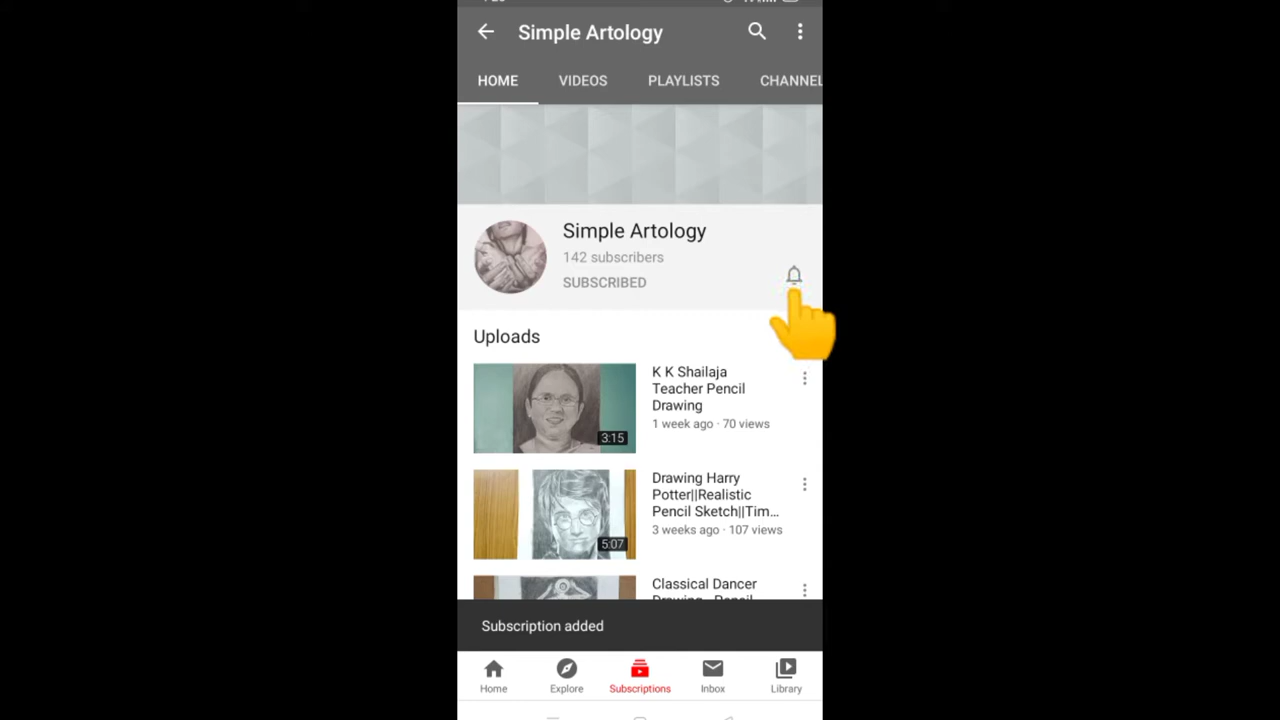 Simple Artology
HOME VIDEOS PLAYLISTS CHANNEL
Simple Artology
142 subscribers
SUBSCRIBED
Uploads
K K Shailaja
Teacher Pencil
Drawing
1 week ago · 70 views
3:15
Drawing Harry
Potter||Realistic
Pencil Sketch||Tim...
3 weeks ago · 107 views
5:07
Classical Dancer
Subscription added
Home Explore Subscriptions Inbox Library